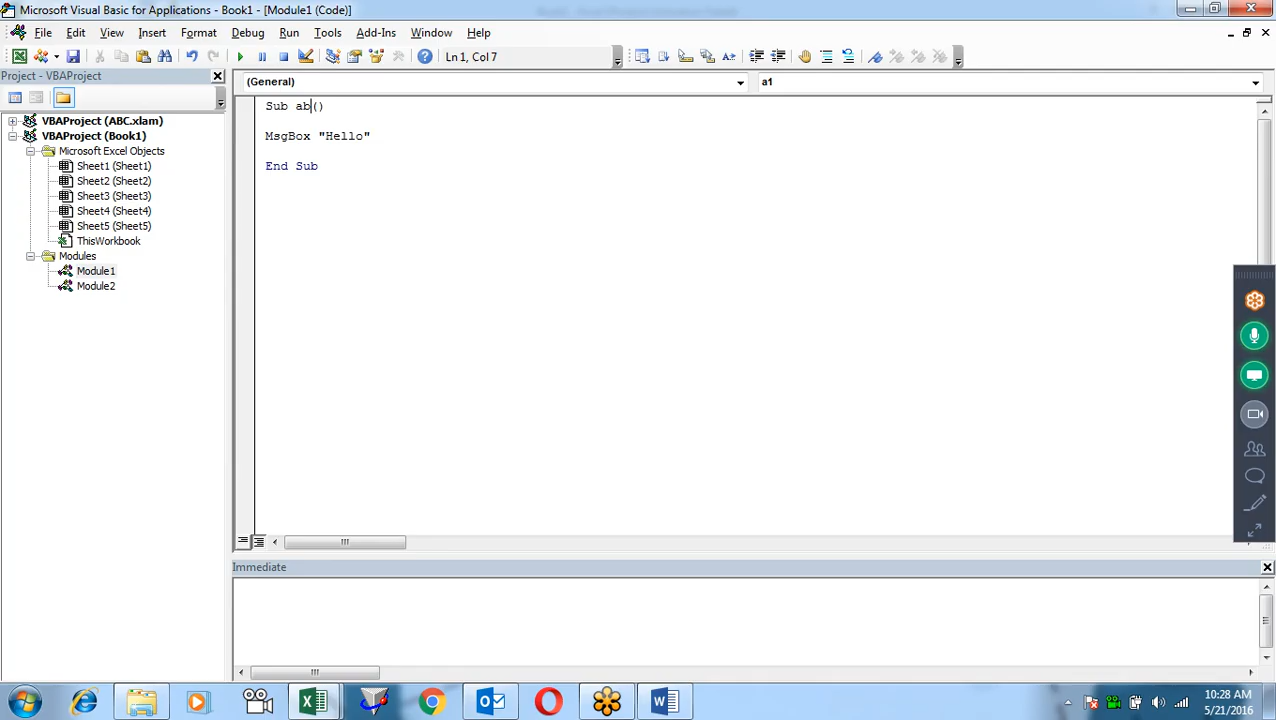 Microsoft Visual Basic for Applications - Book1 - [Module1 (Code)]
File Edit View Insert Format Debug Run Tools Add-Ins Window Help
Ln 1, Col 7
Project - VBAProject
(General)
a1
VBAProject (ABC.xlam)
VBAProject (Book1)
Microsoft Excel Objects
Sheet1 (Sheet1)
Sheet2 (Sheet2)
Sheet3 (Sheet3)
Sheet4 (Sheet4)
Sheet5 (Sheet5)
ThisWorkbook
Modules
Module1
Module2
Sub ab()
MsgBox "Hello"
End Sub
Immediate
10:28 AM
5/21/2016